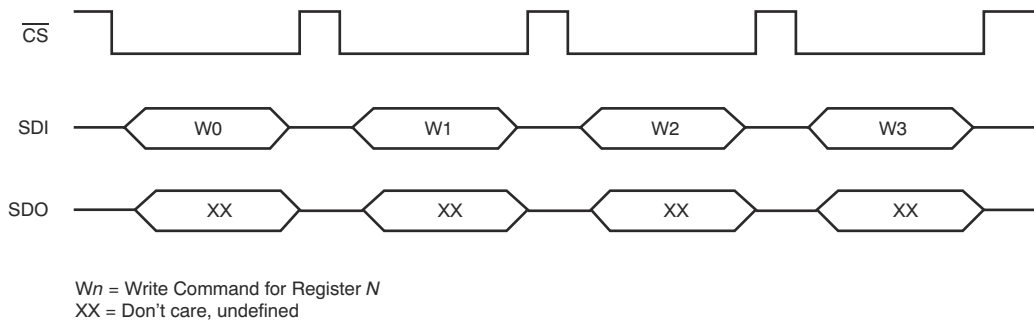 CS
SDI W0 W1 W2 W3
SDO XX XX XX XX
Wn = Write Command for Register N
XX = Don't care, undefined